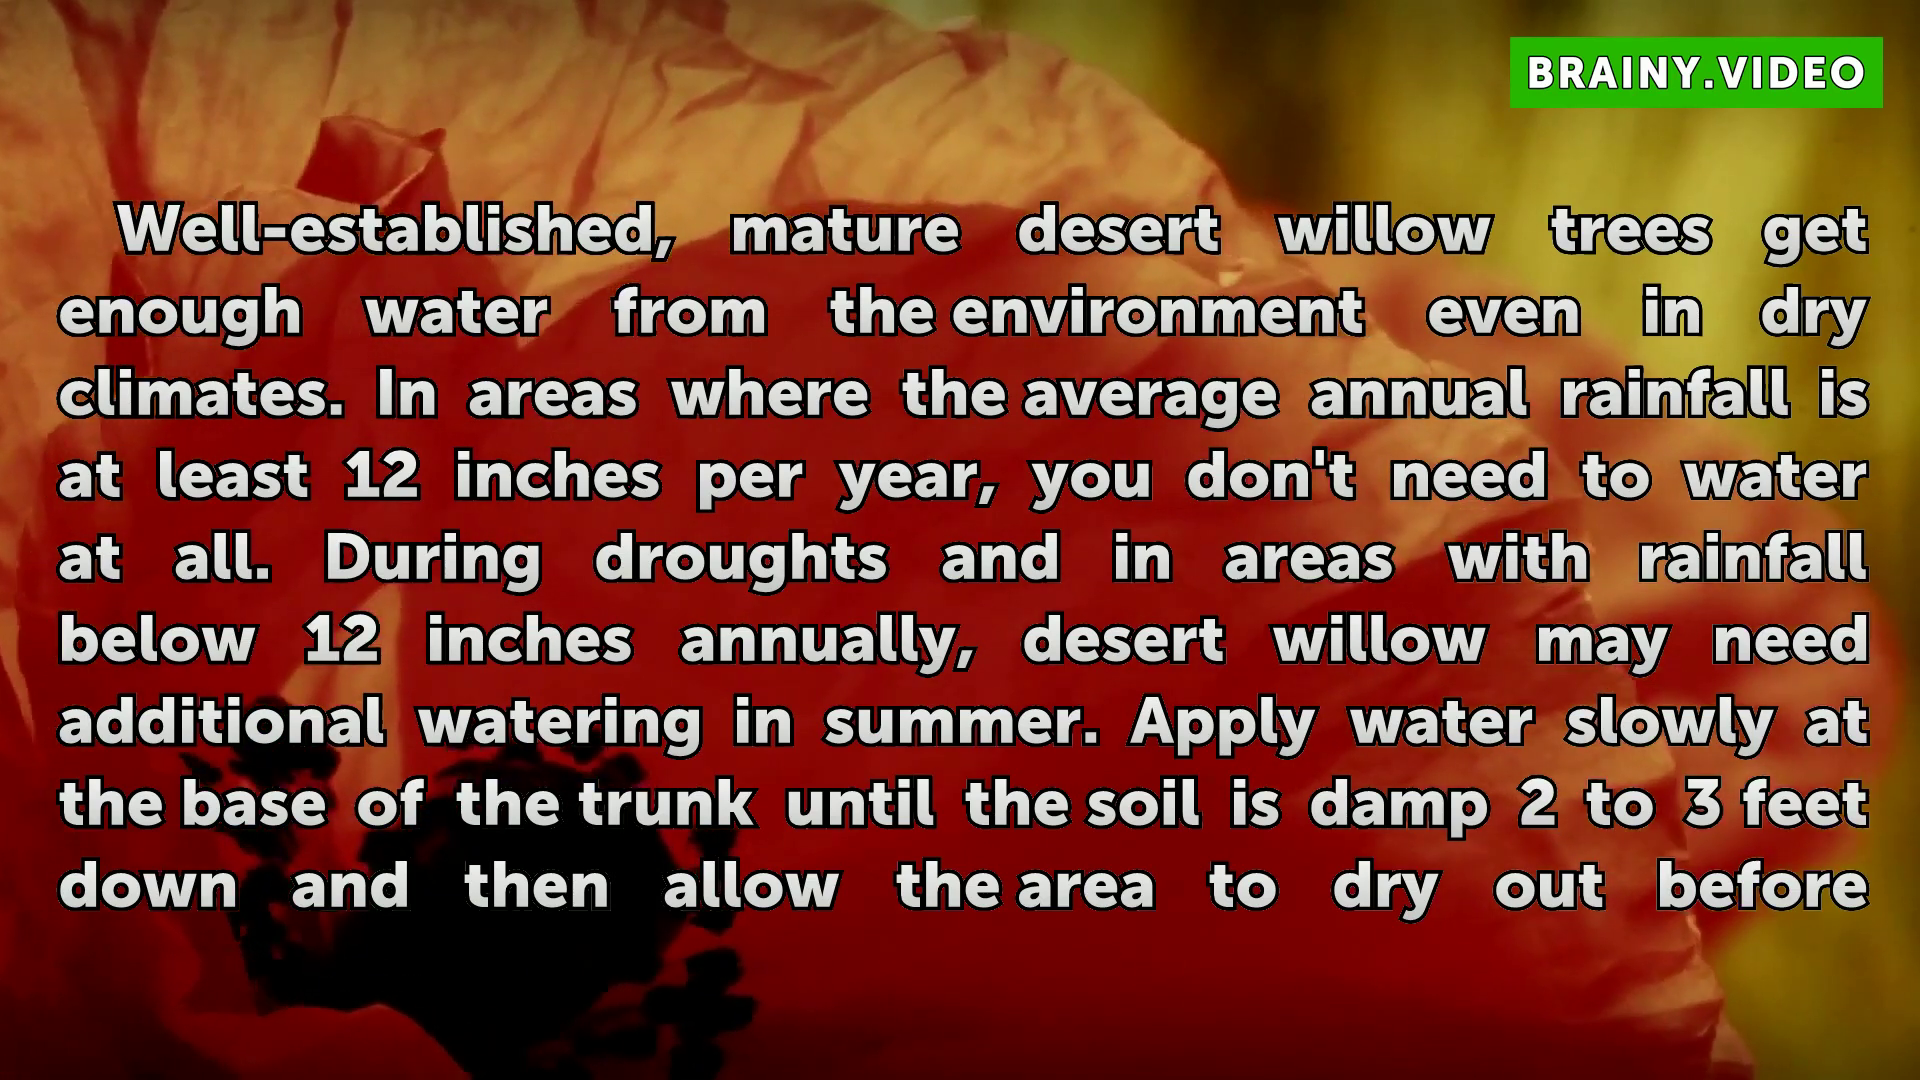 BRAINY.VIDEO
Well-established, mature desert willow trees get
enough water from the environment even in dry
climates. In areas where the average annual rainfall is
at least 12 inches per year, you don't need to water
at all. During droughts and in areas with rainfall
below 12 inches annually, desert willow may need
additional watering in summer. Apply water slowly at
the base of the trunk until the soil is damp 2 to 3 feet
down and then allow the area to dry out before